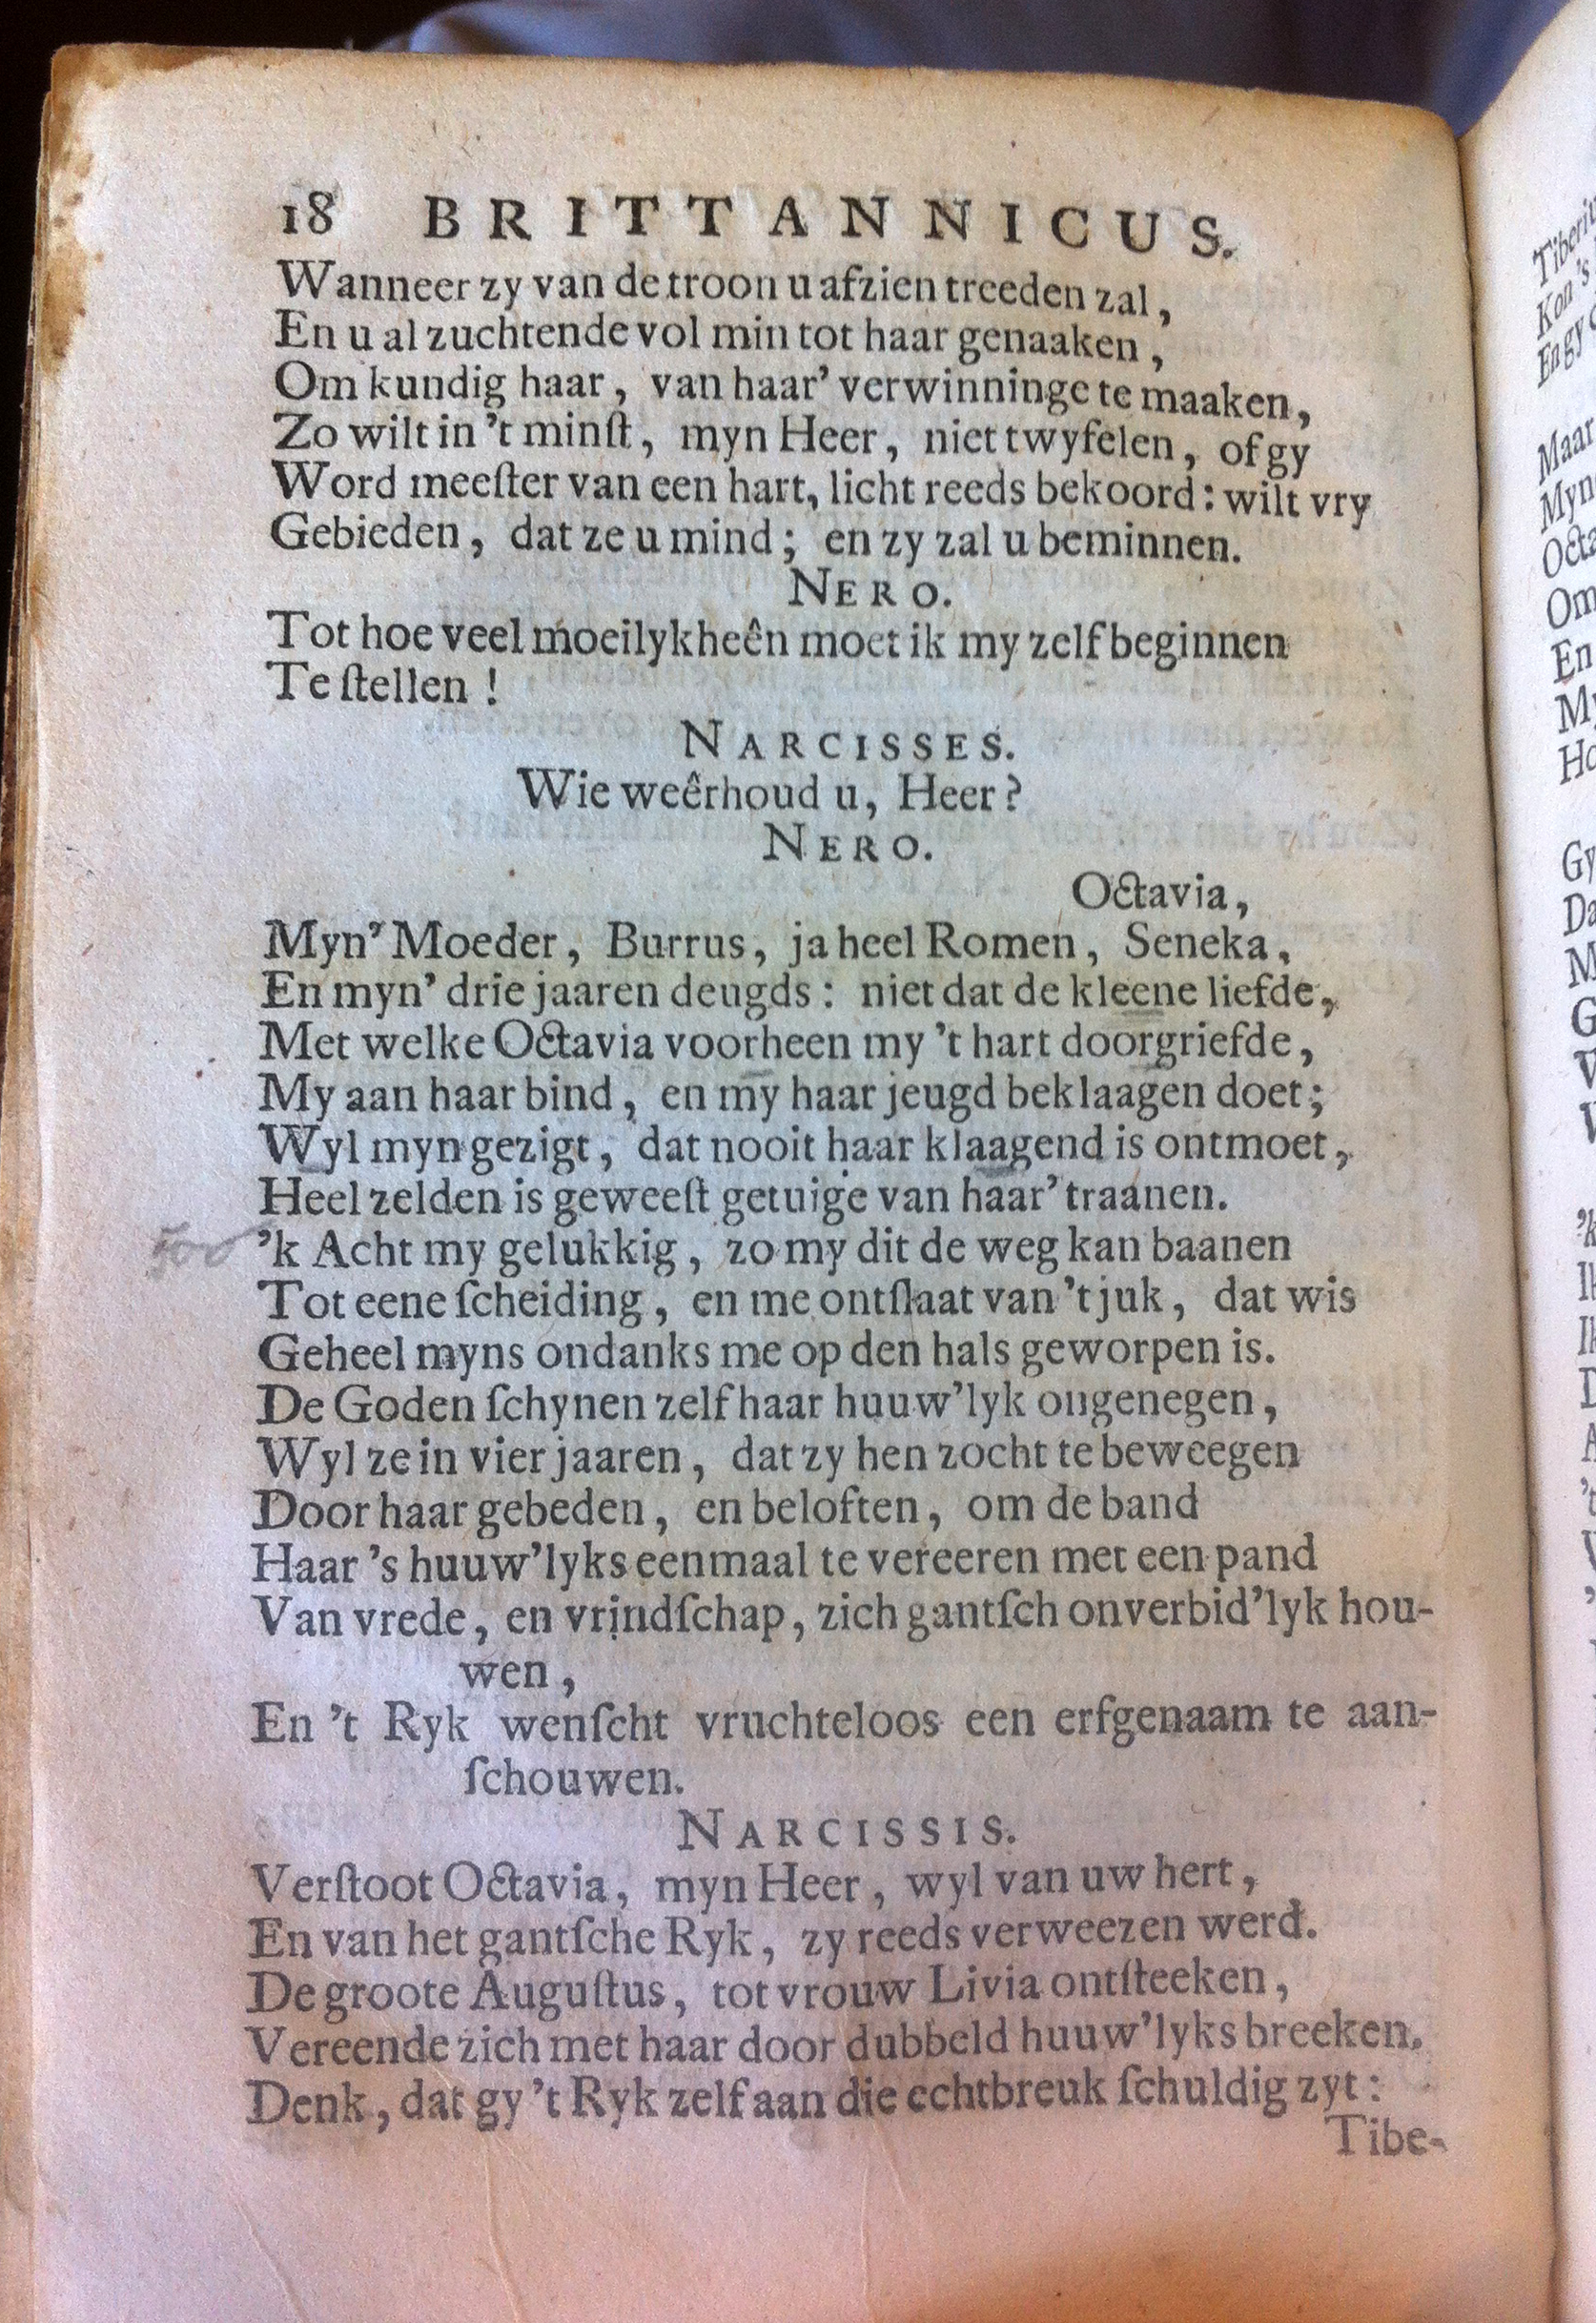 18 BRITTANNICUS.
Wanneer zy van de troon u afzien treeden zal,
En u al zuchtende vol min tot haar genaaken,
Om kundig haar, van haar' verwinninge te maaken,
Zo wilt in 't minſt, myn Heer, niet twyfelen, of gy
Word meeſter van een hart, licht reeds bekoord: wilt vry
Gebieden, dat ze u mind; en zy zal u beminnen.
NERO.
Tot hoe veel moeilykheên moet ik my zelf beginnen
Te ſtellen!
NARCISSES.
Wie weêrhoud u, Heer?
NERO.
Octavia,
Myn' Moeder, Burrus, ja heel Romen, Seneka,
En myn' drie jaaren deugds: niet dat de kleene liefde,
Met welke Octavia voorheen my 't hart doorgriefde,
My aan haar bind, en my haar jeugd beklaagen doet;
Wyl myn gezigt, dat nooit haar klaagend is ontmoet,
Heel zelden is geweeſt getuige van haar' traanen.
500 'k Acht my gelukkig, zo my dit de weg kan baanen
Tot eene ſcheiding, en me ontſlaat van 't juk, dat wis
Geheel myns ondanks me op den hals geworpen is.
De Goden ſchynen zelf haar huuw'lyk ongenegen,
Wyl ze in vier jaaren, dat zy hen zocht te beweegen
Door haar gebeden, en beloften, om de band
Haar 's huuw'lyks eenmaal te vereeren met een pand
Van vrede, en vrindſchap, zich gantſch onverbid'lyk hou-
wen,
En 't Ryk wenſcht vruchteloos een erfgenaam te aan-
ſchouwen.
NARCISSIS.
Verſtoot Octavia, myn Heer, wyl van uw hert,
En van het gantſche Ryk, zy reeds verweezen werd.
De groote Auguſtus, tot vrouw Livia ontſteeken,
Vereende zich met haar door dubbeld huuw'lyks breeken.
Denk, dat gy 't Ryk zelf aan die echtbreuk ſchuldig zyt:
Tibe-